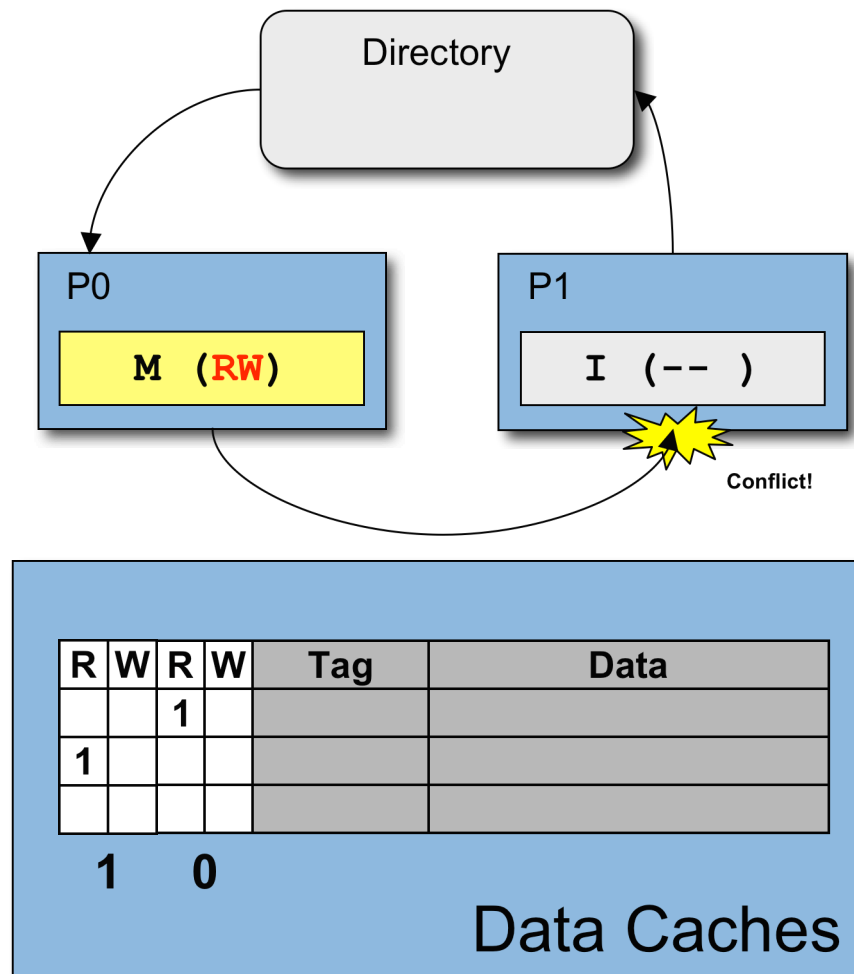 Directory
P0
P1
M (RW)
I (-- )
Conflict!
R W R W Tag Data
1
1
1 0
Data Caches